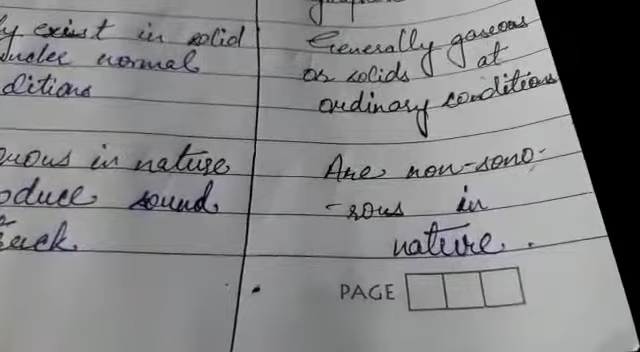 exist in solid
under normal
ditions
uous in nature
oduce sound
Generally gaseous
or solids at
ordinary conditions
Are non-sono-
-rous in
nature.
PAGE